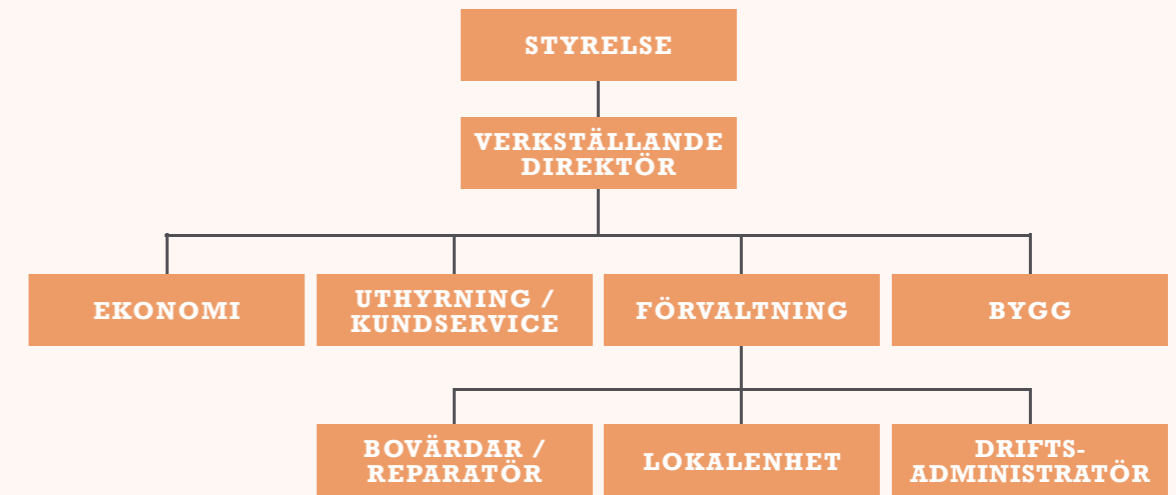 STYRELSE
VERKSTÄLLANDE
DIREKTÖR
EKONOMI
UTHYRNING /
KUNDSERVICE
FÖRVALTNING
BYGG
BOVÄRDAR /
REPARATÖR
LOKALENHET
DRIFTS-
ADMINISTRATÖR